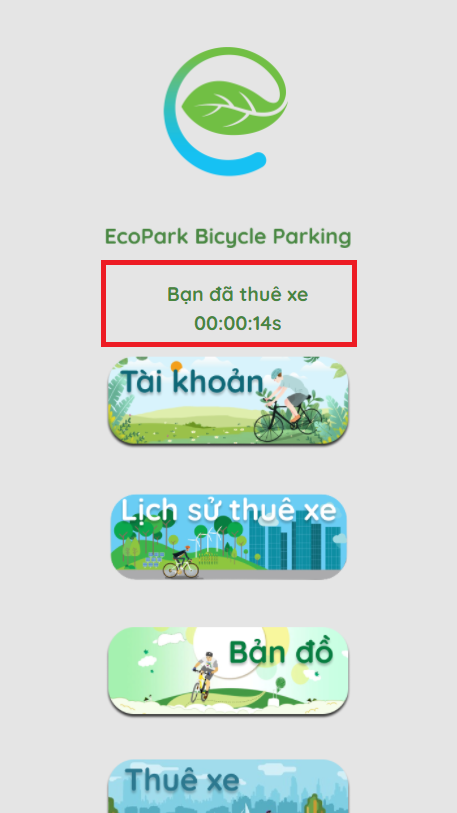 EcoPark Bicycle Parking
Bạn đã thuê xe
00:00:14s
Tài khoản
Lịch sử thuê xe
Bản đồ
Thuê xe